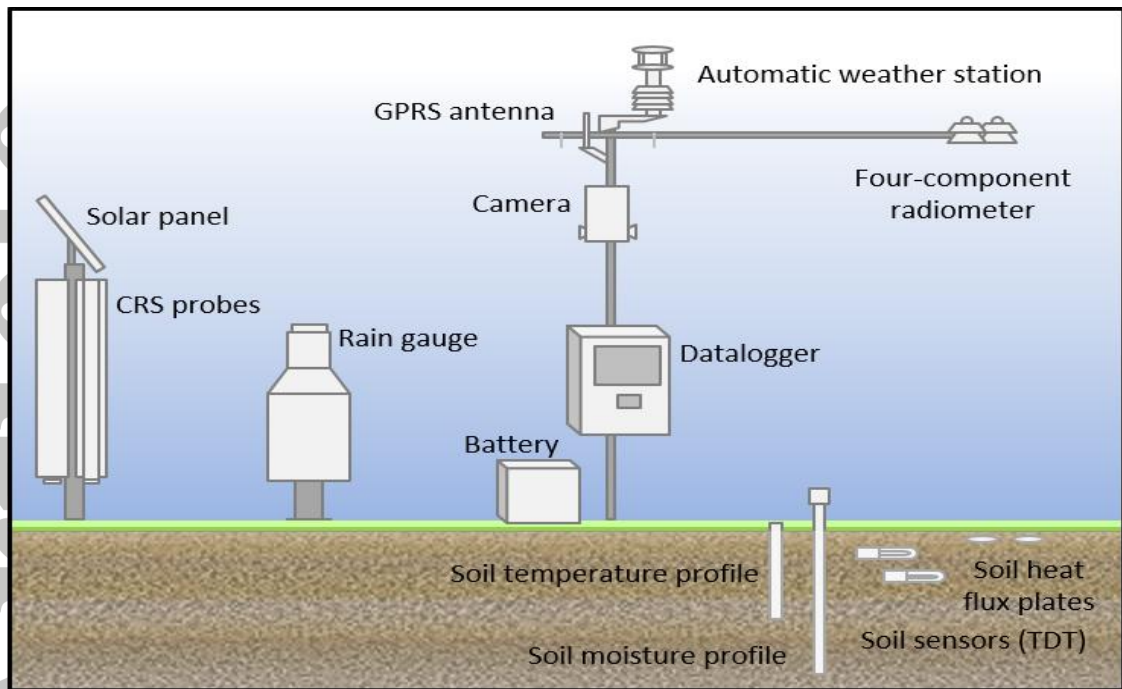 Automatic weather station
GPRS antenna
Four-component
radiometer
Camera
Solar panel
CRS probes
Rain gauge
Datalogger
Battery
Soil temperature profile
Soil heat
flux plates
Soil sensors (TDT)
Soil moisture profile